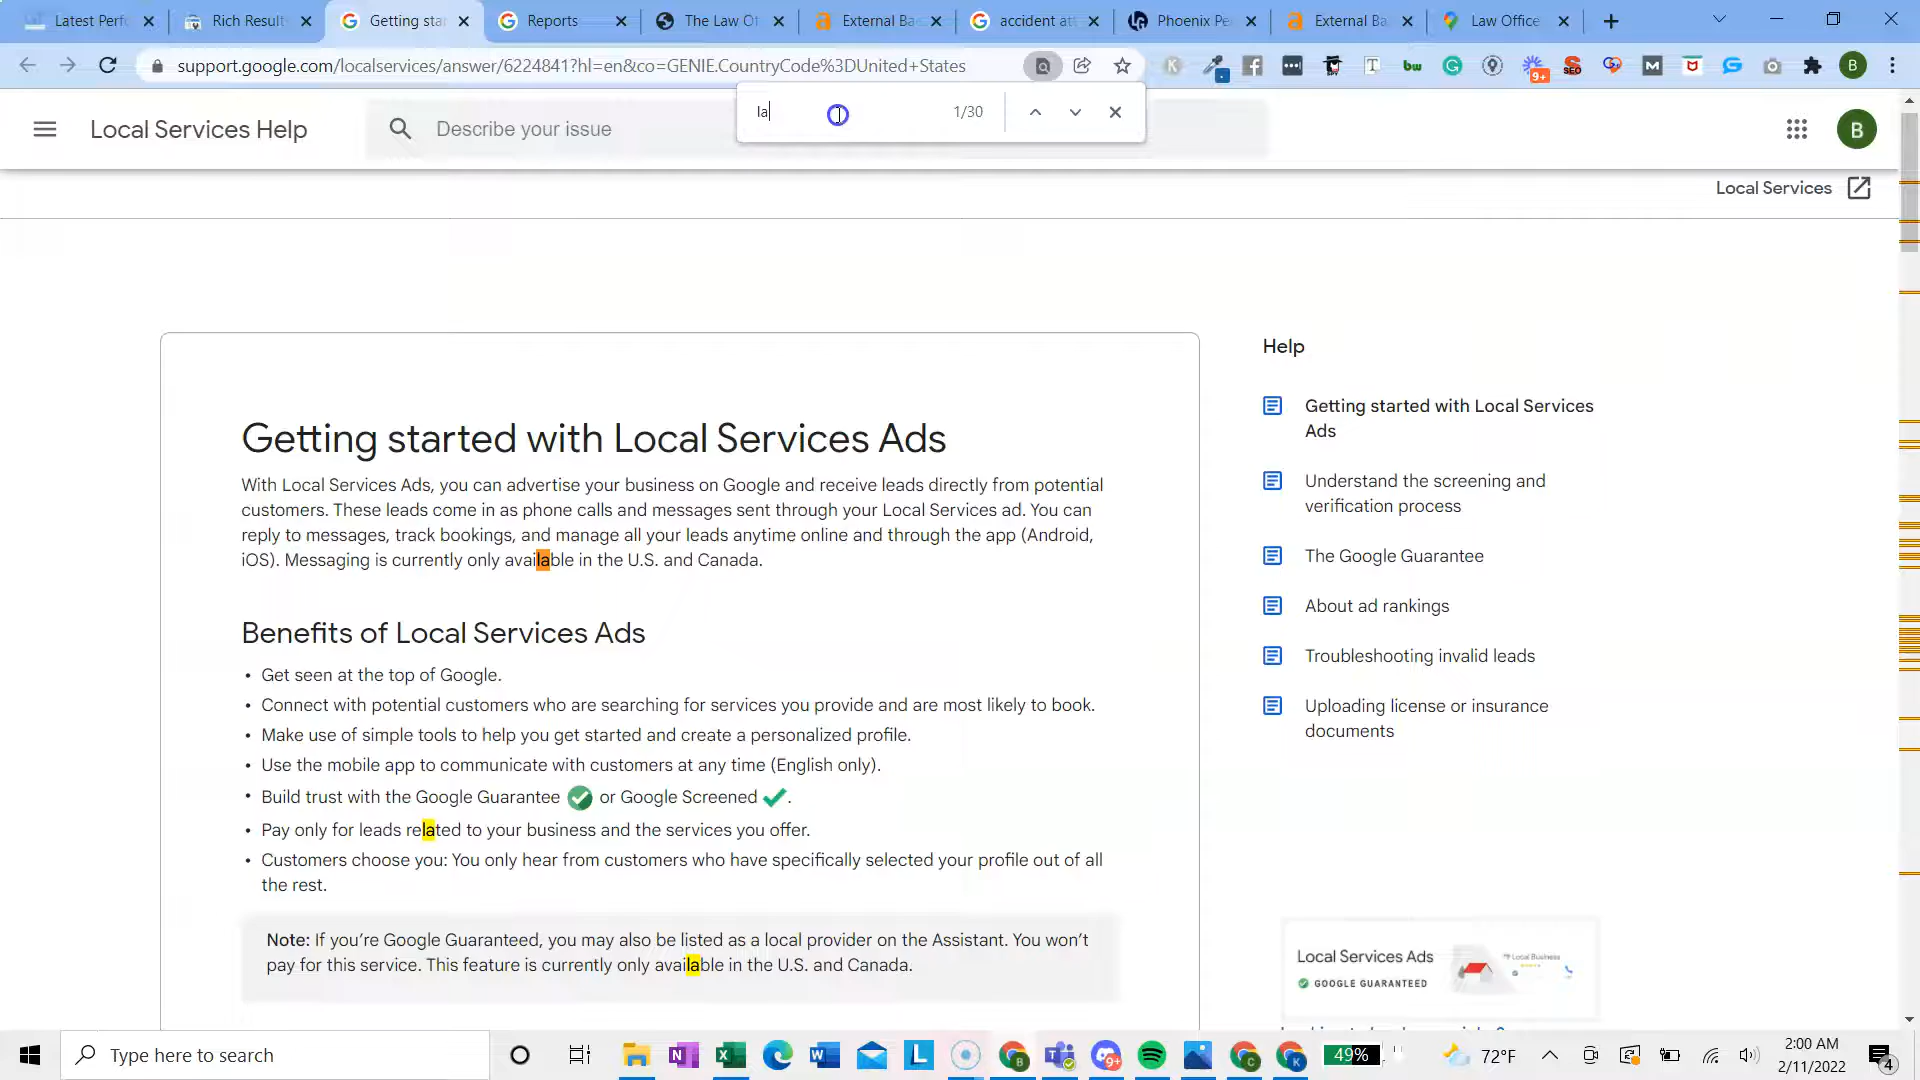 Latest Perf
Rich Result
Getting sta
Reports
The Law Of
External Ba
accident att
Phoenix Pe
External Ba
Law Office
support.google.com/localservices/answer/6224841?hl=en&co=GENIE.CountryCode%3DUnited+States
la
1/30
Local Services Help
Describe your issue
B
Local Services
Getting started with Local Services Ads
With Local Services Ads, you can advertise your business on Google and receive leads directly from potential
customers. These leads come in as phone calls and messages sent through your Local Services ad. You can
reply to messages, track bookings, and manage all your leads anytime online and through the app (Android,
iOS). Messaging is currently only available in the U.S. and Canada.
Benefits of Local Services Ads
• Get seen at the top of Google.
• Connect with potential customers who are searching for services you provide and are most likely to book.
• Make use of simple tools to help you get started and create a personalized profile.
• Use the mobile app to communicate with customers at any time (English only).
• Build trust with the Google Guarantee or Google Screened .
• Pay only for leads related to your business and the services you offer.
• Customers choose you: You only hear from customers who have specifically selected your profile out of all
the rest.
Note: If you're Google Guaranteed, you may also be listed as a local provider on the Assistant. You won't
pay for this service. This feature is currently only available in the U.S. and Canada.
Help
Getting started with Local Services
Ads
Understand the screening and
verification process
The Google Guarantee
About ad rankings
Troubleshooting invalid leads
Uploading license or insurance
documents
Local Services Ads
GOOGLE GUARANTEED
Local Business
Type here to search
49%
72°F
2:00 AM
2/11/2022
4